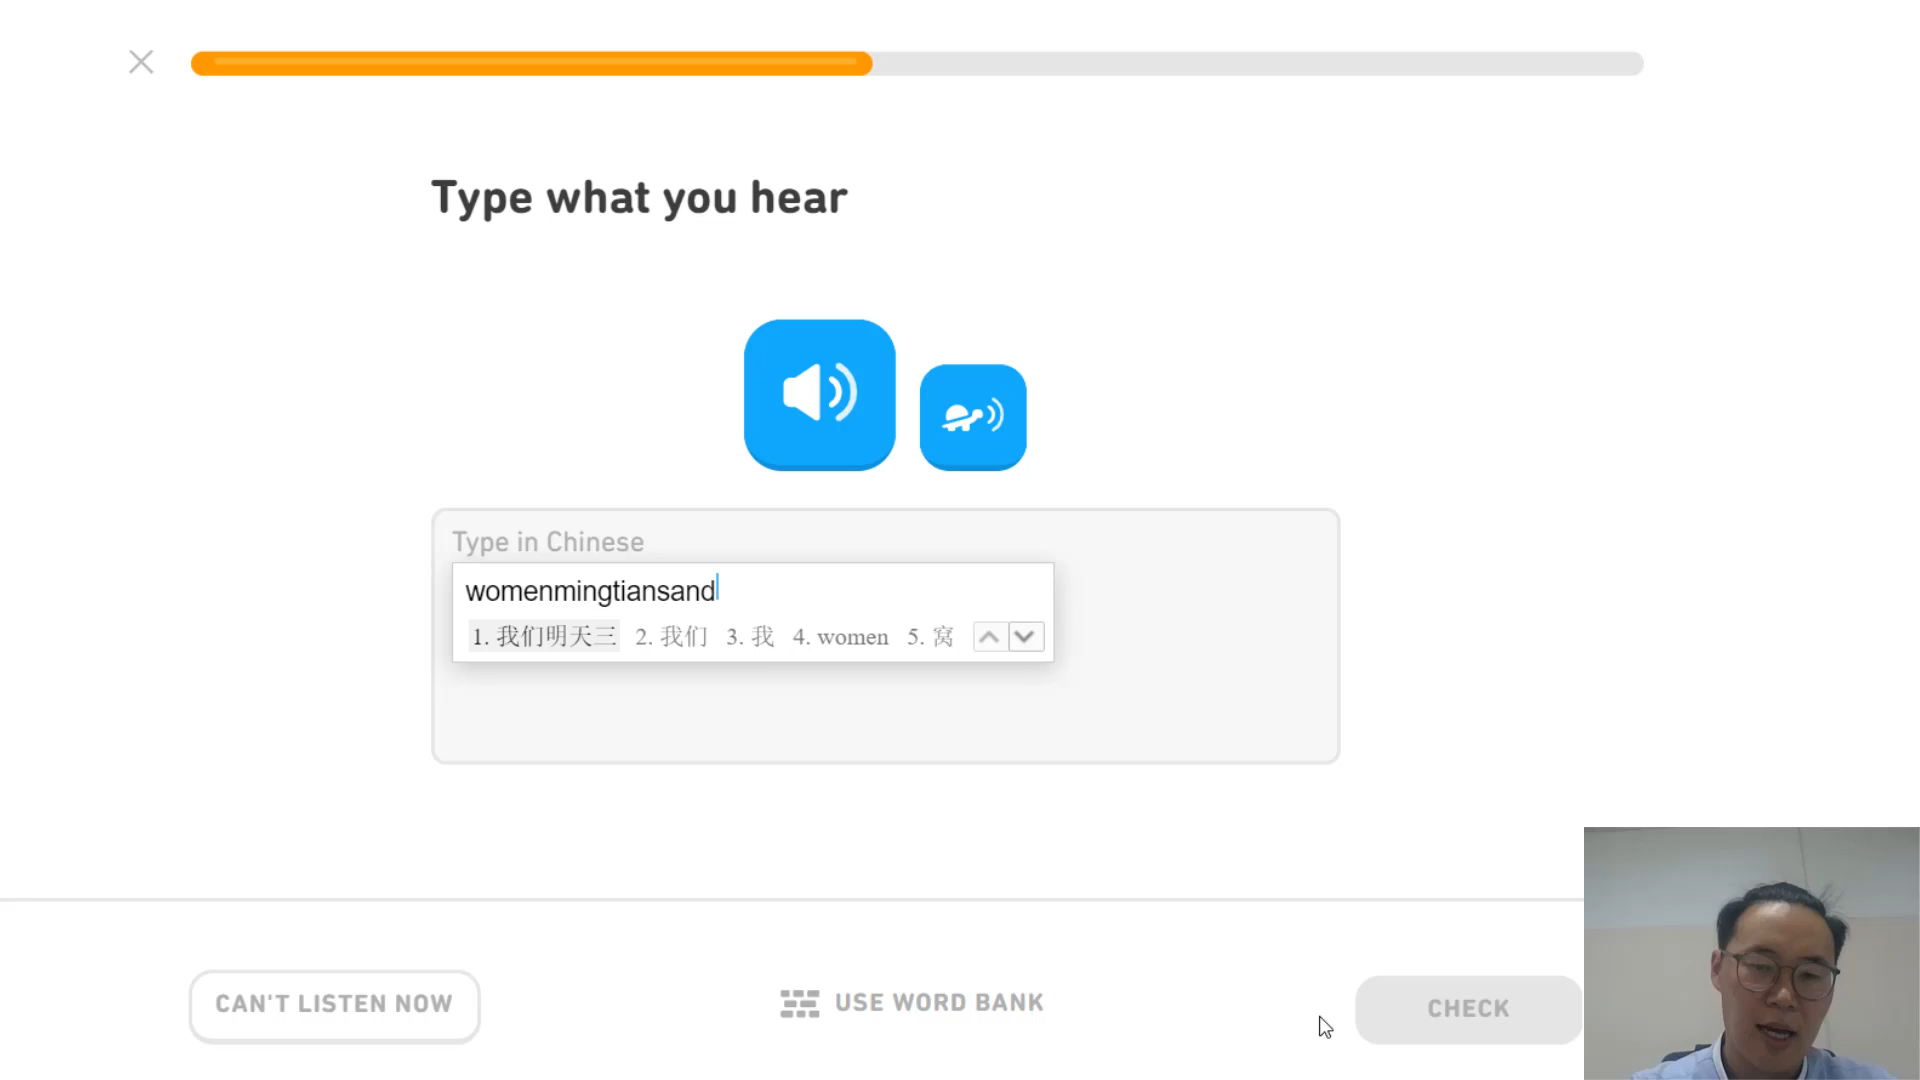 Type what you hear
Type in Chinese
womenmingtiansand
1. 我们明天三 2. 我们 3. 我 4. women 5. 窝
CAN'T LISTEN NOW
USE WORD BANK
CHECK